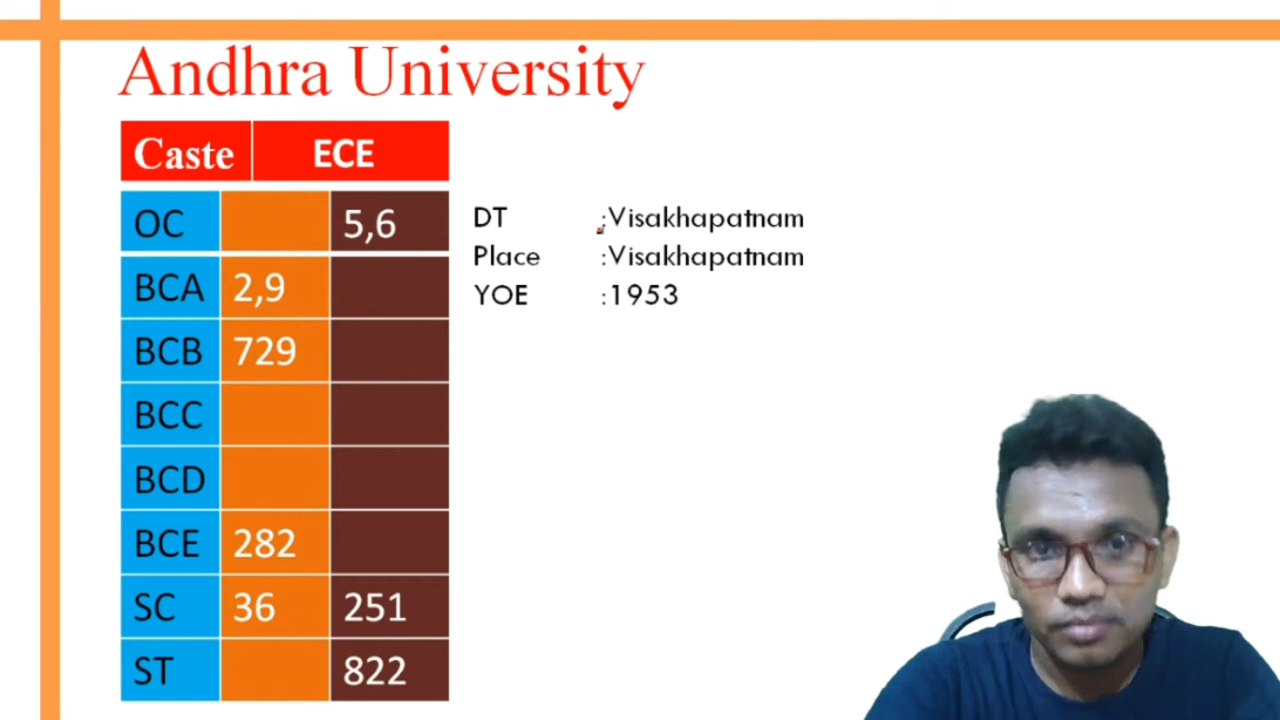 Andhra University
Caste ECE
OC 5,6
BCA 2,9
BCB 729
BCC
BCD
BCE 282
SC 36 251
ST 822
DT :Visakhapatnam
Place :Visakhapatnam
YOE :1953